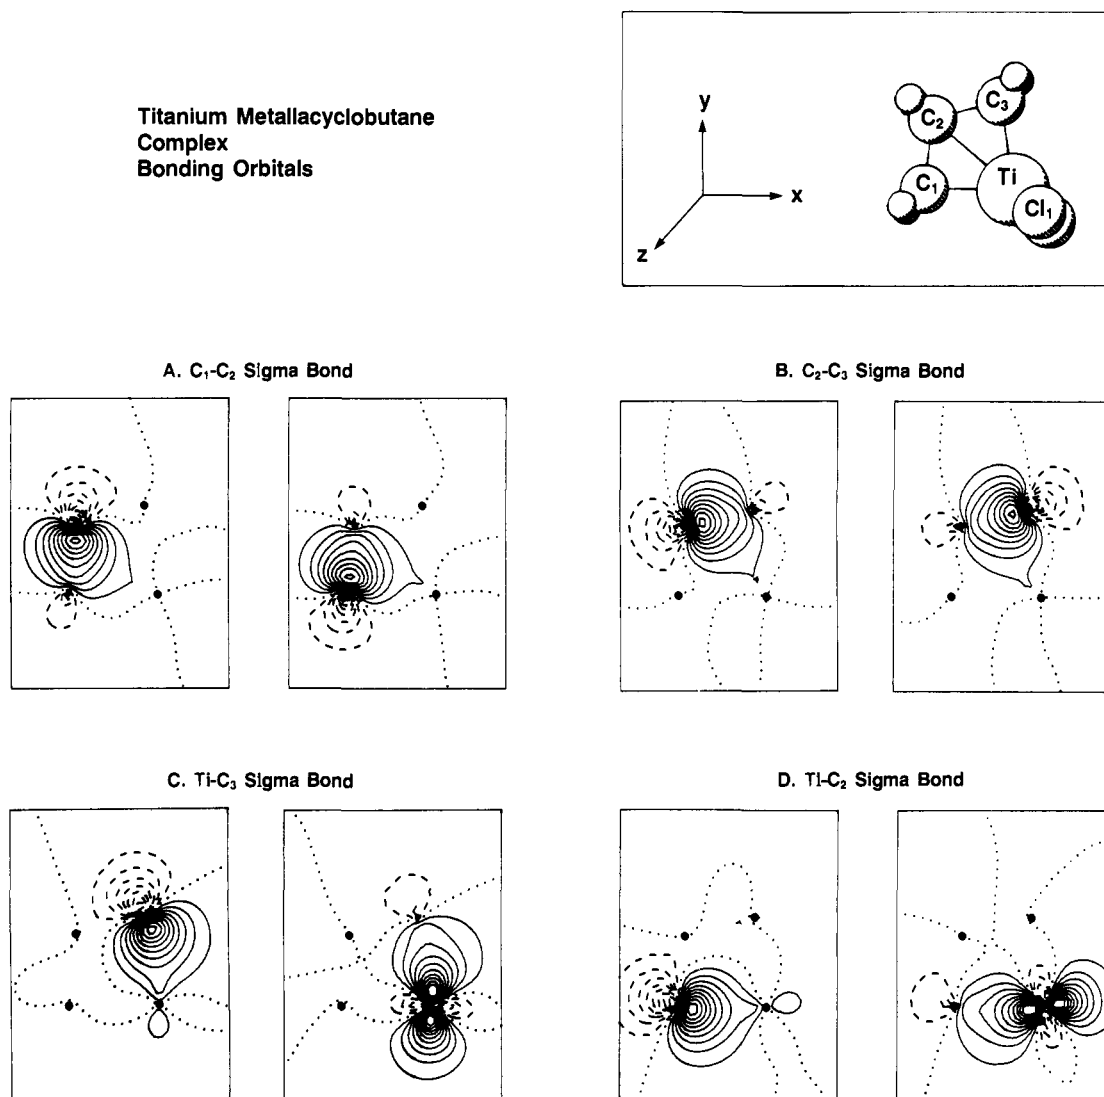 Titanium Metallacyclobutane
Complex
Bonding Orbitals
y
x
z
C₂
C₃
C₁
Ti
Cl₁
A. C₁-C₂ Sigma Bond
B. C₂-C₃ Sigma Bond
C. Ti-C₃ Sigma Bond
D. Ti-C₂ Sigma Bond